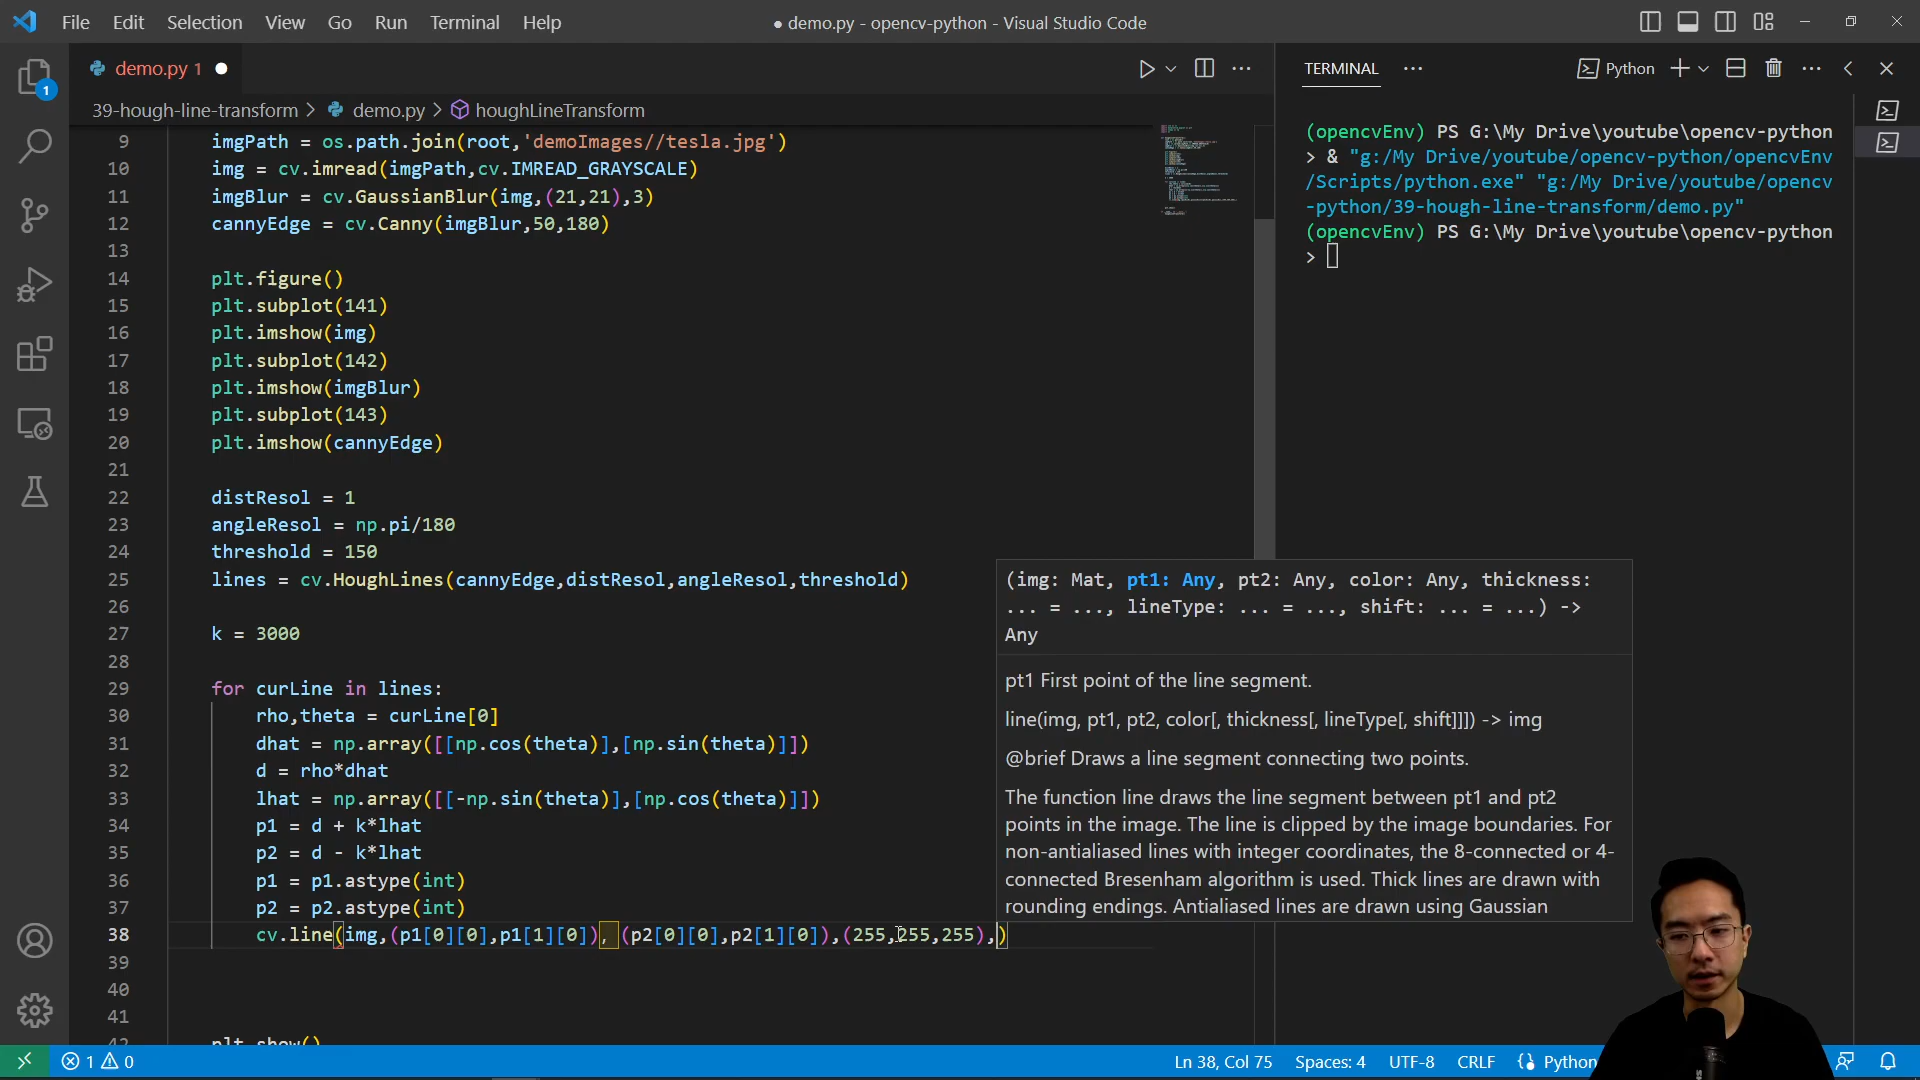 File Edit Selection View Go Run Terminal Help
● demo.py - opencv-python - Visual Studio Code
demo.py 1 ●
39-hough-line-transform > demo.py > houghLineTransform
9 imgPath = os.path.join(root,'demoImages//tesla.jpg')
10 img = cv.imread(imgPath,cv.IMREAD_GRAYSCALE)
11 imgBlur = cv.GaussianBlur(img,(21,21),3)
12 cannyEdge = cv.Canny(imgBlur,50,180)
13
14 plt.figure()
15 plt.subplot(141)
16 plt.imshow(img)
17 plt.subplot(142)
18 plt.imshow(imgBlur)
19 plt.subplot(143)
20 plt.imshow(cannyEdge)
21
22 distResol = 1
23 angleResol = np.pi/180
24 threshold = 150
25 lines = cv.HoughLines(cannyEdge,distResol,angleResol,threshold)
26
27 k = 3000
28
29 for curLine in lines:
30 rho,theta = curLine[0]
31 dhat = np.array([[np.cos(theta)],[np.sin(theta)]])
32 d = rho*dhat
33 lhat = np.array([[-np.sin(theta)],[np.cos(theta)]])
34 p1 = d + k*lhat
35 p2 = d - k*lhat
36 p1 = p1.astype(int)
37 p2 = p2.astype(int)
38 cv.line(img,(p1[0][0],p1[1][0]), (p2[0][0],p2[1][0]),(255,255,255),)
39
40
41
42 plt.show()
(img: Mat, pt1: Any, pt2: Any, color: Any, thickness:
... = ..., lineType: ... = ..., shift: ... = ...) ->
Any
pt1 First point of the line segment.
line(img, pt1, pt2, color[, thickness[, lineType[, shift]]]) -> img
@brief Draws a line segment connecting two points.
The function line draws the line segment between pt1 and pt2
points in the image. The line is clipped by the image boundaries. For
non-antialiased lines with integer coordinates, the 8-connected or 4-
connected Bresenham algorithm is used. Thick lines are drawn with
rounding endings. Antialiased lines are drawn using Gaussian
TERMINAL ... Python
(opencvEnv) PS G:\My Drive\youtube\opencv-python
> & "g:/My Drive/youtube/opencv-python/opencvEnv
/Scripts/python.exe" "g:/My Drive/youtube/opencv
-python/39-hough-line-transform/demo.py"
(opencvEnv) PS G:\My Drive\youtube\opencv-python
>
1
1 0 Ln 38, Col 75 Spaces: 4 UTF-8 CRLF Python